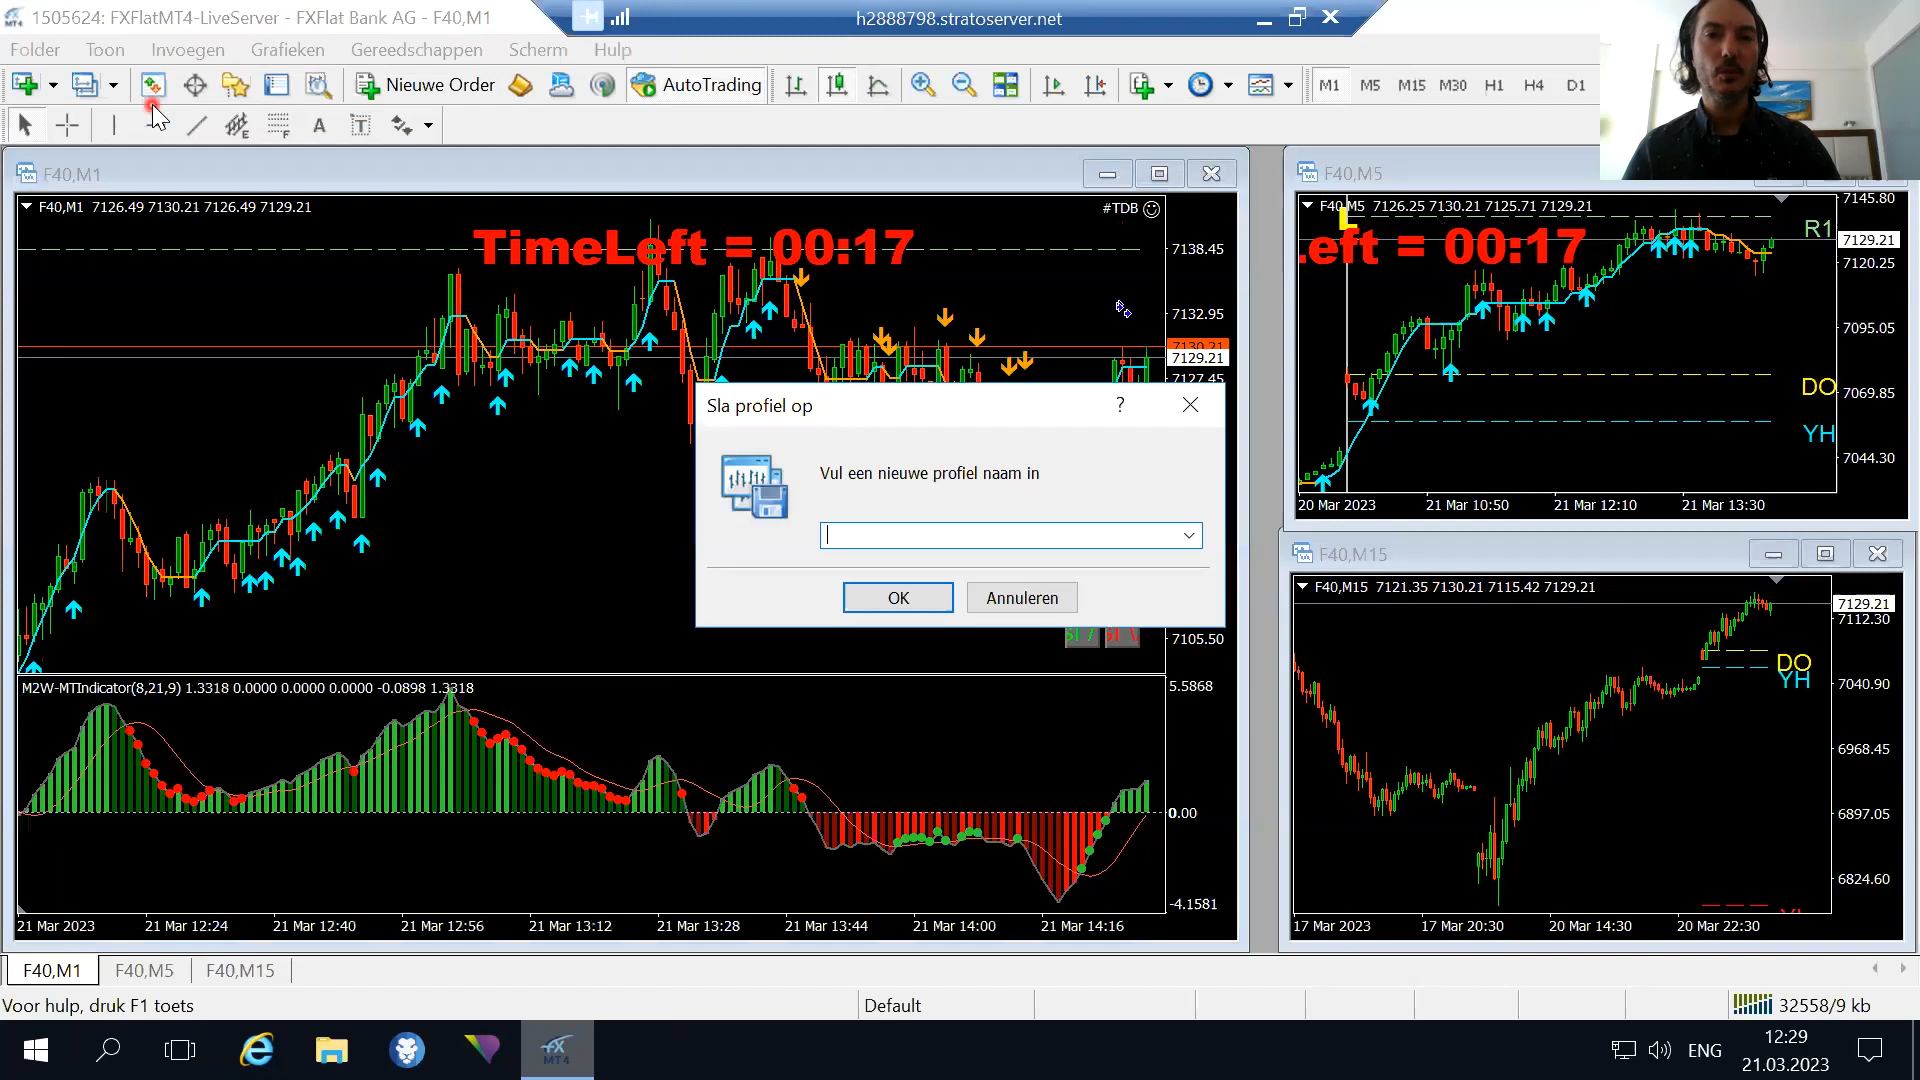 1505624: FXFlatMT4-LiveServer - FXFlat Bank AG - F40,M1
h2888798.stratoserver.net
Folder Toon Invoegen Grafieken Gereedschappen Scherm Hulp
Nieuwe Order AutoTrading M1 M5 M15 M30 H1 H4 D1
F40,M1
F40,M1 7126.49 7130.21 7126.49 7129.21
#TDB
TimeLeft = 00:17
7138.45
7132.95
7130.21
7129.21
7127.45
7105.50
Sla profiel op
Vul een nieuwe profiel naam in
OK Annuleren
M2W-MTIndicator(8,21,9) 1.3318 0.0000 0.0000 0.0000 -0.0898 1.3318
5.5868
0.00
-4.1581
21 Mar 2023 21 Mar 12:24 21 Mar 12:40 21 Mar 12:56 21 Mar 13:12 21 Mar 13:28 21 Mar 13:44 21 Mar 14:00 21 Mar 14:16
F40,M5
F40,M5 7126.25 7130.21 7125.71 7129.21
eft = 00:17
R1
DO
YH
7145.80
7129.21
7120.25
7095.05
7069.85
7044.30
20 Mar 2023 21 Mar 10:50 21 Mar 12:10 21 Mar 13:30
F40,M15
F40,M15 7121.35 7130.21 7115.42 7129.21
DO
YH
7129.21
7112.30
7040.90
6968.45
6897.05
6824.60
17 Mar 2023 17 Mar 20:30 20 Mar 14:30 20 Mar 22:30
F40,M1 F40,M5 F40,M15
Voor hulp, druk F1 toets
Default
32558/9 kb
FX
MT4
ENG
12:29
21.03.2023